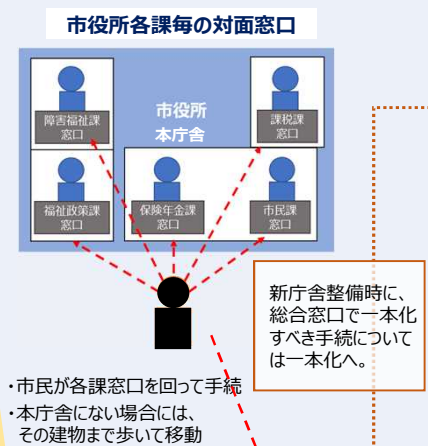 市役所各課毎の対面窓口
市役所
本庁舎
障害福祉課
窓口
課税課
窓口
福祉政策課
窓口
保険年金課
窓口
市民課
窓口
新庁舎整備時に、
総合窓口で一本化
すべき手続について
は一本化へ。
・市民が各課窓口を回って手続
・本庁舎にない場合には、
その建物まで歩いて移動